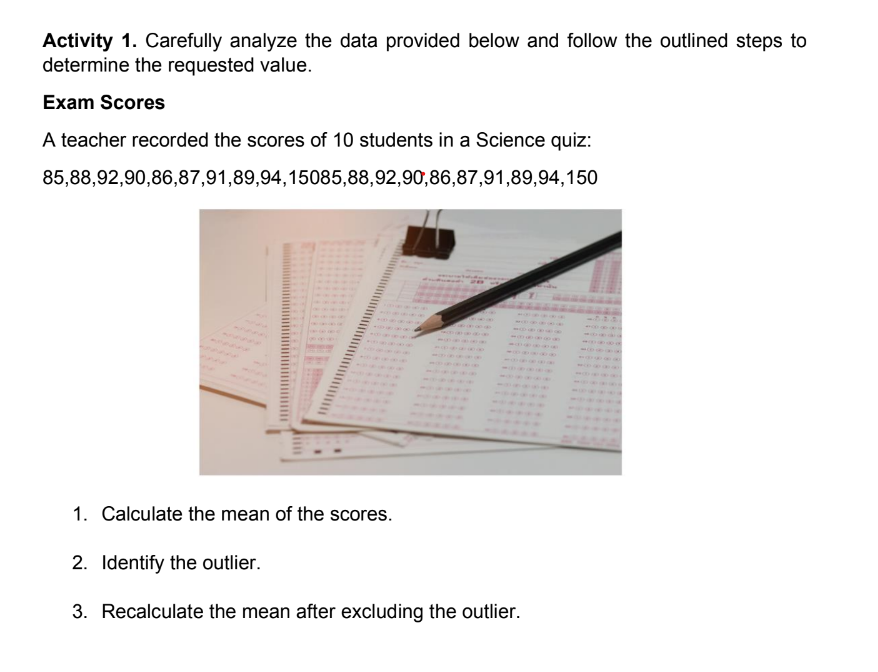 Activity 1. Carefully analyze the data provided below and follow the outlined steps to
determine the requested value.
Exam Scores
A teacher recorded the scores of 10 students in a Science quiz:
85,88,92,90,86,87,91,89,94,15085,88,92,90,86,87,91,89,94,150
1. Calculate the mean of the scores.
2. Identify the outlier.
3. Recalculate the mean after excluding the outlier.